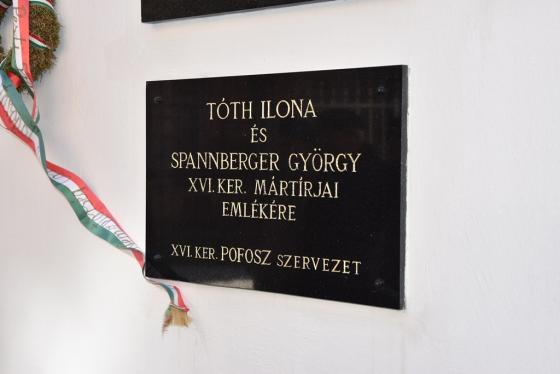 TÓTH ILONA
ÉS
SPANNBERGER GYÖRGY
XVI. KER. MÁRTÍRJAI
EMLÉKÉRE
XVI. KER. POFOSZ SZERVEZET